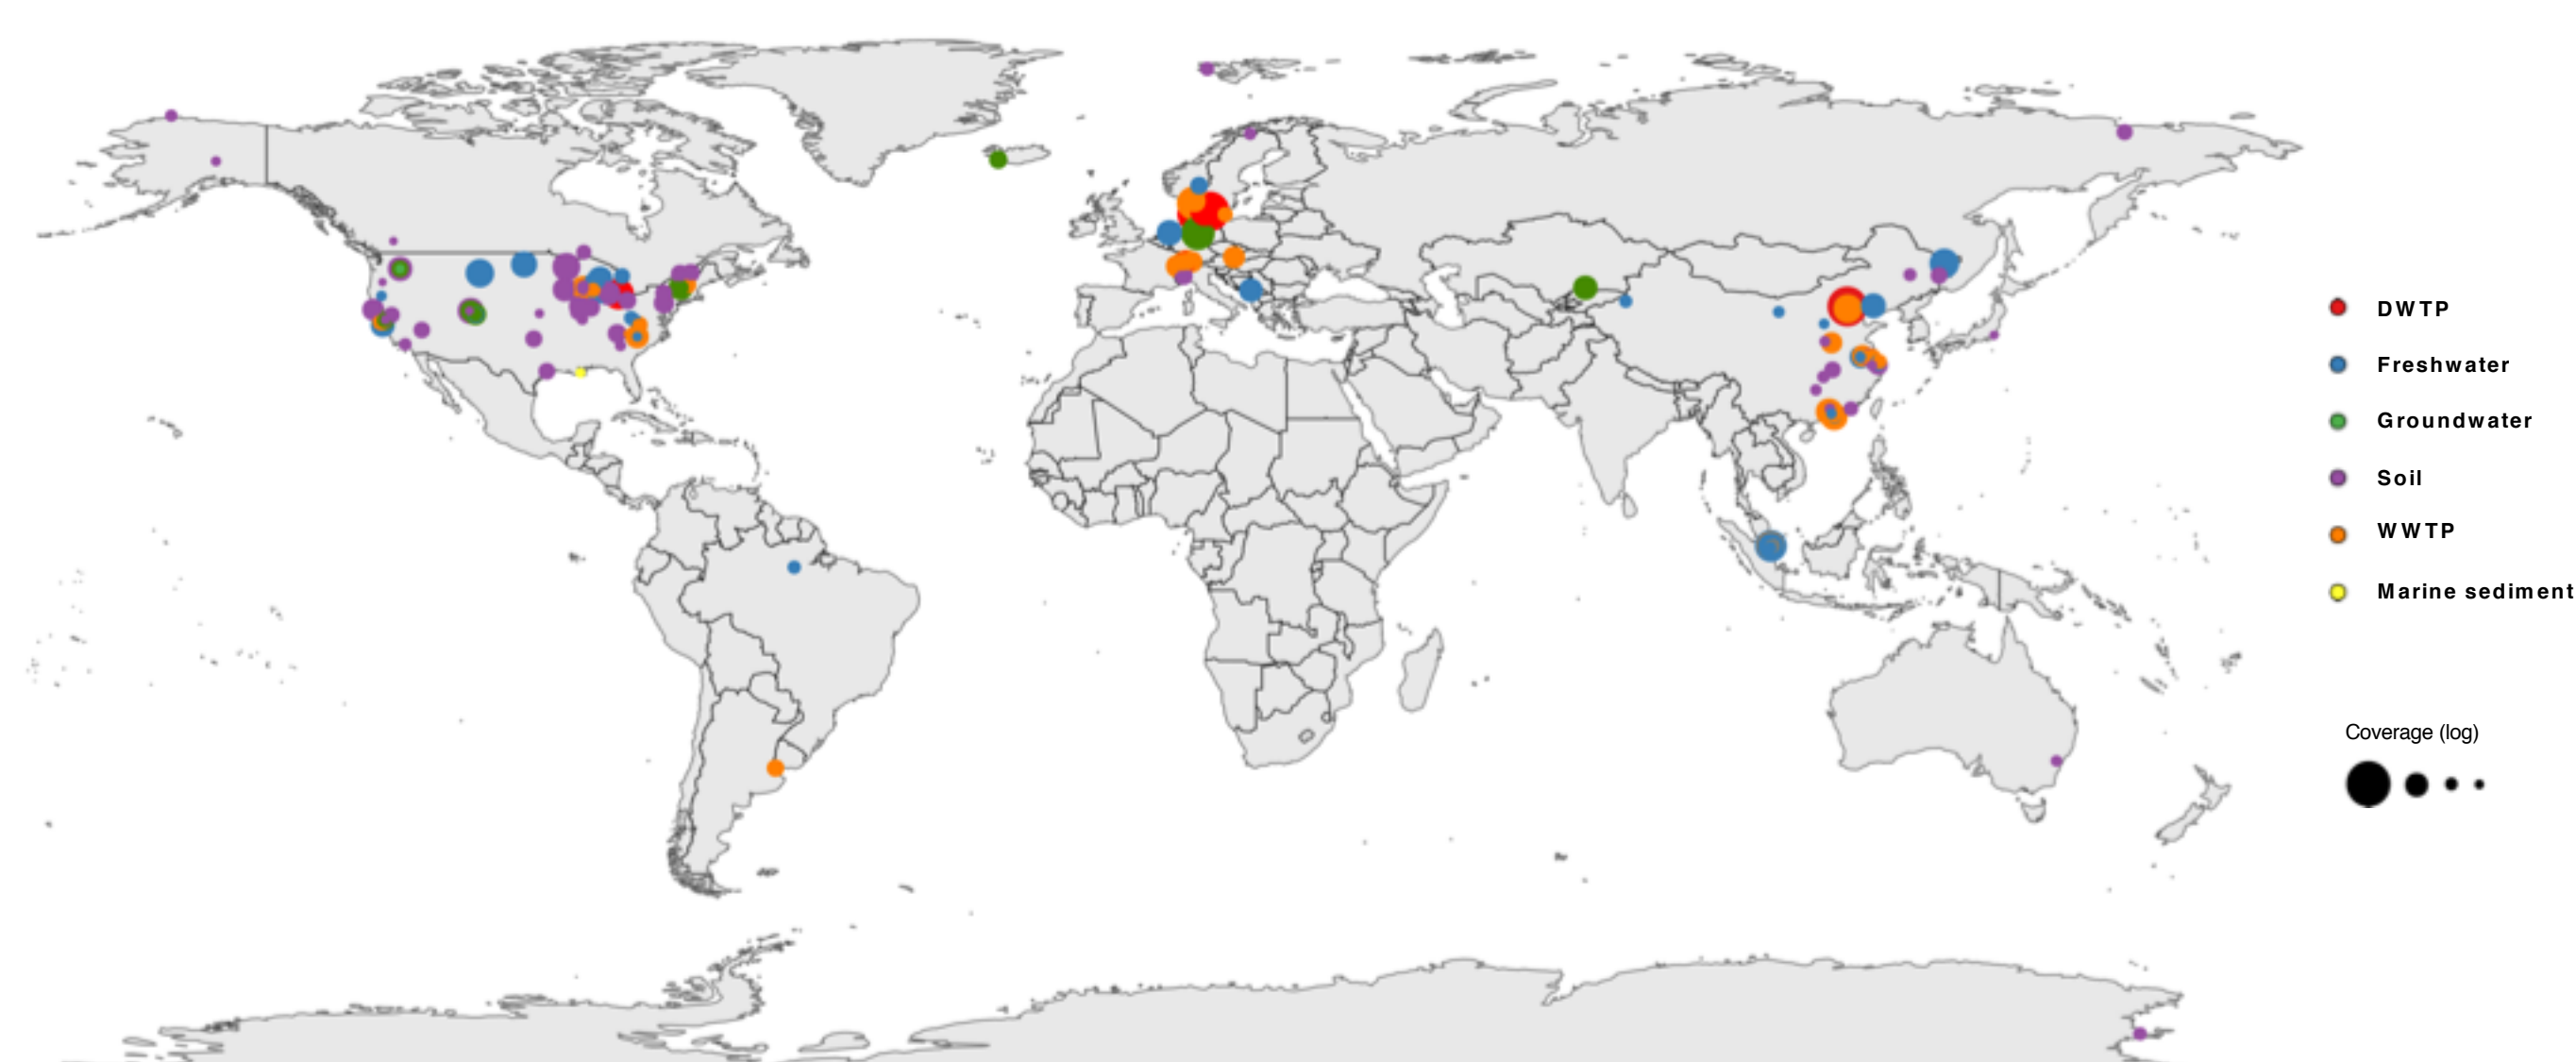 DWTP
Freshwater
Groundwater
Soil
WWTP
Marine sediment
Coverage (log)